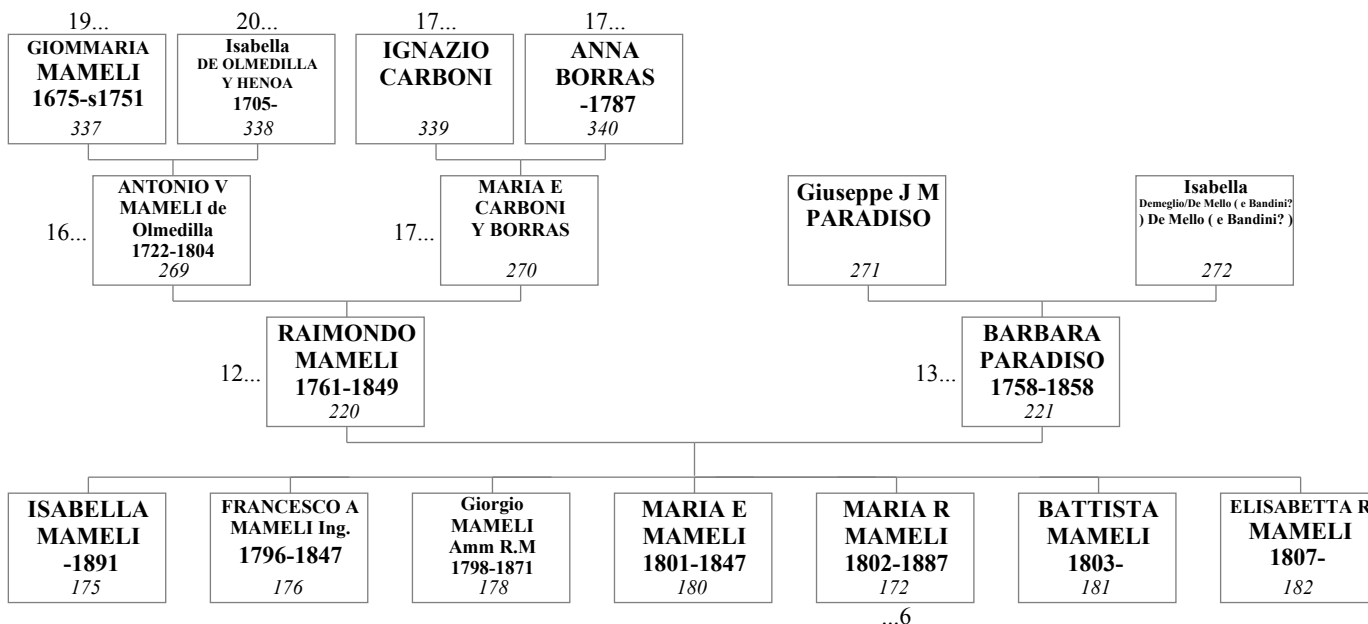 19...
20...
17...
17...
GIOMMARIA
MAMELI
1675-s1751
337
Isabella
DE OLMEDILLA
Y HENOA
1705-
338
IGNAZIO
CARBONI
339
ANNA
BORRAS
-1787
340
16...
ANTONIO V
MAMELI de
Olmedilla
1722-1804
269
17...
MARIA E
CARBONI
Y BORRAS
270
Giuseppe J M
PARADISO
271
Isabella
Demeglio/De Mello ( e Bandini?
) De Mello ( e Bandini? )
272
12...
RAIMONDO
MAMELI
1761-1849
220
13...
BARBARA
PARADISO
1758-1858
221
ISABELLA
MAMELI
-1891
175
FRANCESCO A
MAMELI Ing.
1796-1847
176
Giorgio
MAMELI
Amm R.M
1798-1871
178
MARIA E
MAMELI
1801-1847
180
MARIA R
MAMELI
1802-1887
172
...6
BATTISTA
MAMELI
1803-
181
ELISABETTA R
MAMELI
1807-
182